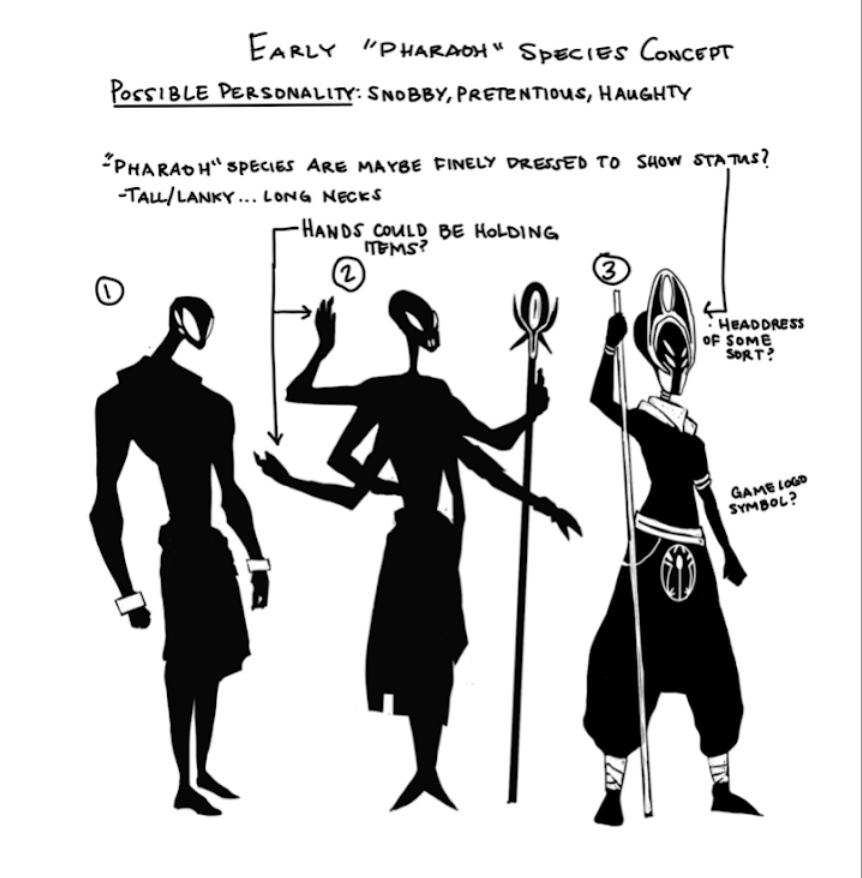 EARLY "PHARAOH" SPECIES CONCEPT
POSSIBLE PERSONALITY: SNOBBY, PRETENTIOUS, HAUGHTY
-"PHARAOH" SPECIES ARE MAYBE FINELY DRESSED TO SHOW STATUS?
-TALL/LANKY... LONG NECKS
HANDS COULD BE HOLDING
ITEMS?
1
2
3
: HEADDRESS
OF SOME
SORT?
GAME LOGO
SYMBOL?